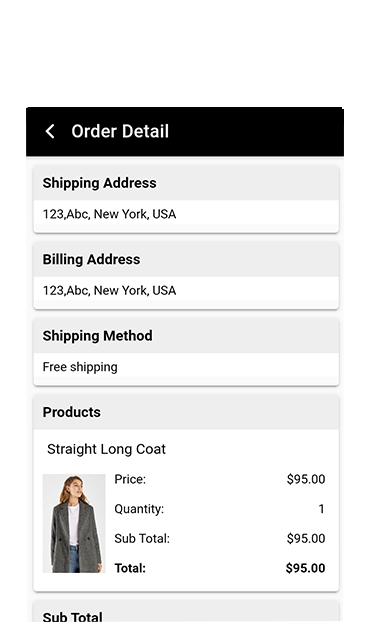 Order Detail
Shipping Address
123,Abc, New York, USA
Billing Address
123,Abc, New York, USA
Shipping Method
Free shipping
Products
Straight Long Coat
Price: $95.00
Quantity: 1
Sub Total: $95.00
Total: $95.00
Sub Total